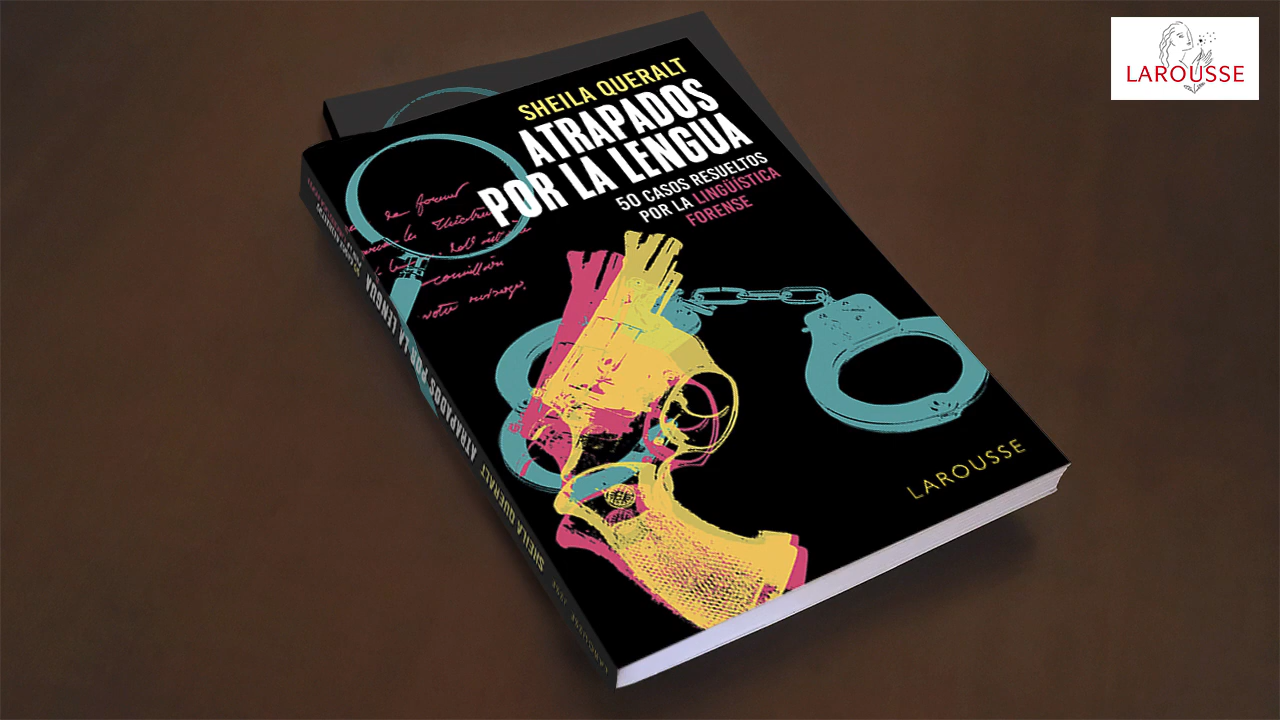 LAROUSSE
SHEILA QUERALT
ATRAPADOS
POR LA LENGUA
50 CASOS RESUELTOS
POR LA LINGÜÍSTICA
FORENSE
LAROUSSE
ATRAPADOS POR LA LENGUA
SHEILA QUERALT
LAROUSSE